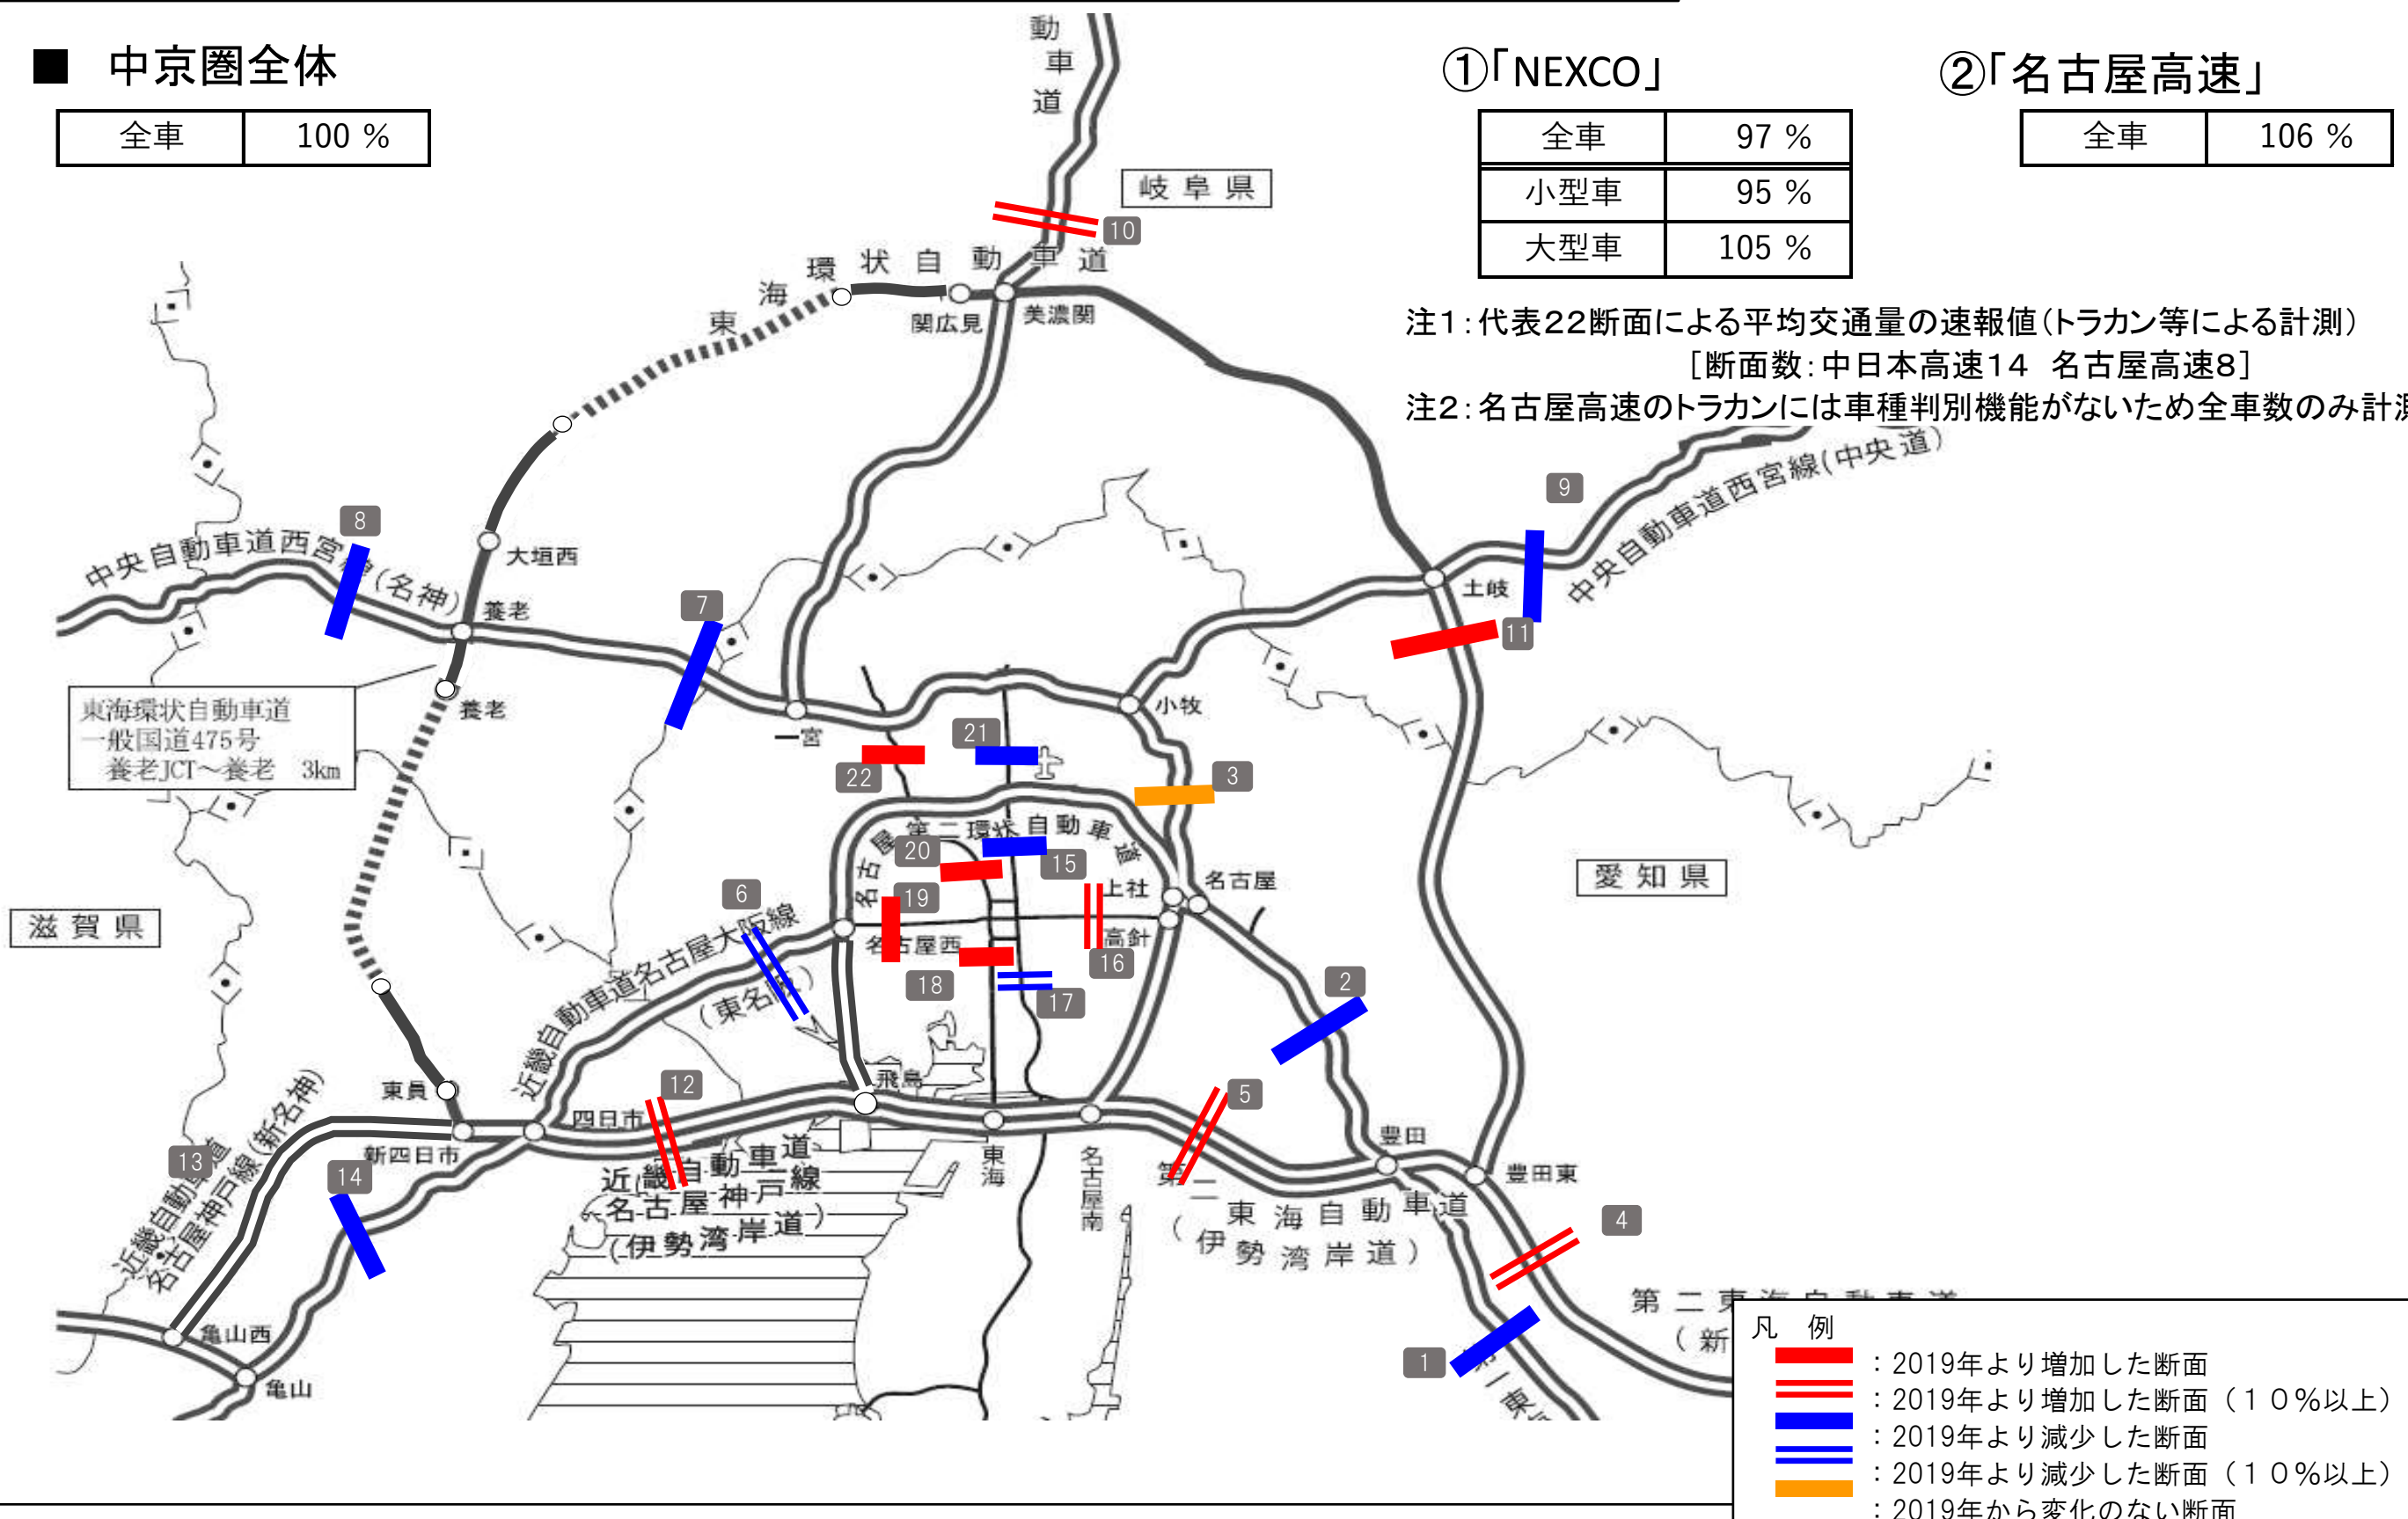 ■ 中京圏全体
全車 100 %
①「NEXCO」
全車 97 %
小型車 95 %
大型車 105 %
②「名古屋高速」
全車 106 %
注1：代表22断面による平均交通量の速報値（トラカン等による計測）
［断面数：中日本高速14 名古屋高速8］
注2：名古屋高速のトラカンには車種判別機能がないため全車数のみ計測
動車道
岐阜県
10
東海環状自動車道
関広見
美濃関
9
中央自動車道西宮線(中央道)
8
中央自動車道西宮線(名神)
大垣西
養老
7
土岐
11
東海環状自動車道
一般国道475号
養老JCT～養老 3km
養老
一宮
小牧
21
22
3
名古屋第二環状自動車道
20
15
6
19
上社
名古屋
愛知県
滋賀県
名古屋西
高針
16
18
17
2
近畿自動車道名古屋大阪線
(東名阪)
東員
12
飛島
5
四日市
新四日市
13
14
近畿自動車道
名古屋神戸線(新名神)
近畿自動車道
名古屋神戸線
(伊勢湾岸道)
東海
名古屋南
豊田
豊田東
第二東海自動車道
(伊勢湾岸道)
4
亀山西
亀山
1
第二東海自動車道
(新
第一東
凡 例
：2019年より増加した断面
：2019年より増加した断面（１０%以上）
：2019年より減少した断面
：2019年より減少した断面（１０%以上）
：2019年から変化のない断面